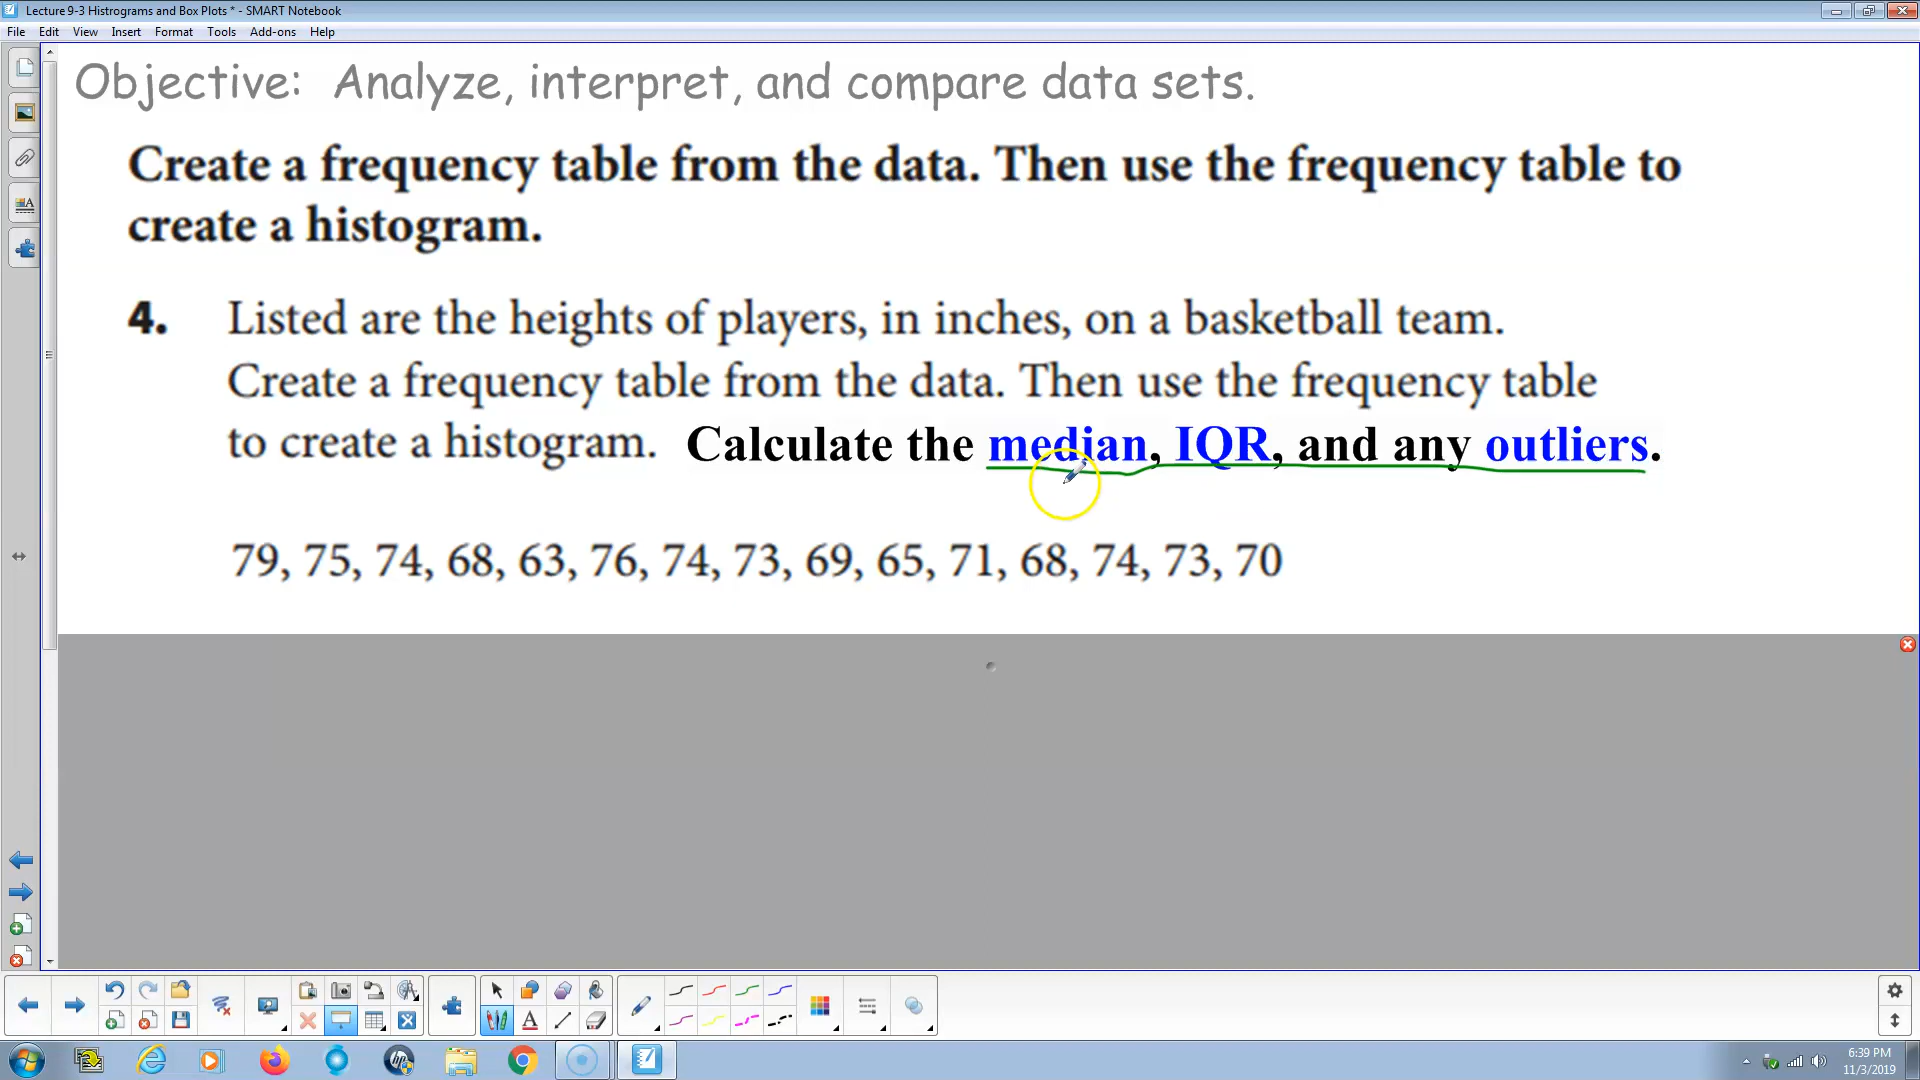 Lecture 9-3 Histrograms and Box Plots * - SMART Notebook
File Edit View Insert Format Tools Add-ons Help
Objective: Analyze, interpret, and compare data sets.
Create a frequency table from the data. Then use the frequency table to
create a histogram.
4. Listed are the heights of players, in inches, on a basketball team.
Create a frequency table from the data. Then use the frequency table
to create a histogram. Calculate the median, IQR, and any outliers.
79, 75, 74, 68, 63, 76, 74, 73, 69, 65, 71, 68, 74, 73, 70
6:39 PM
11/3/2019